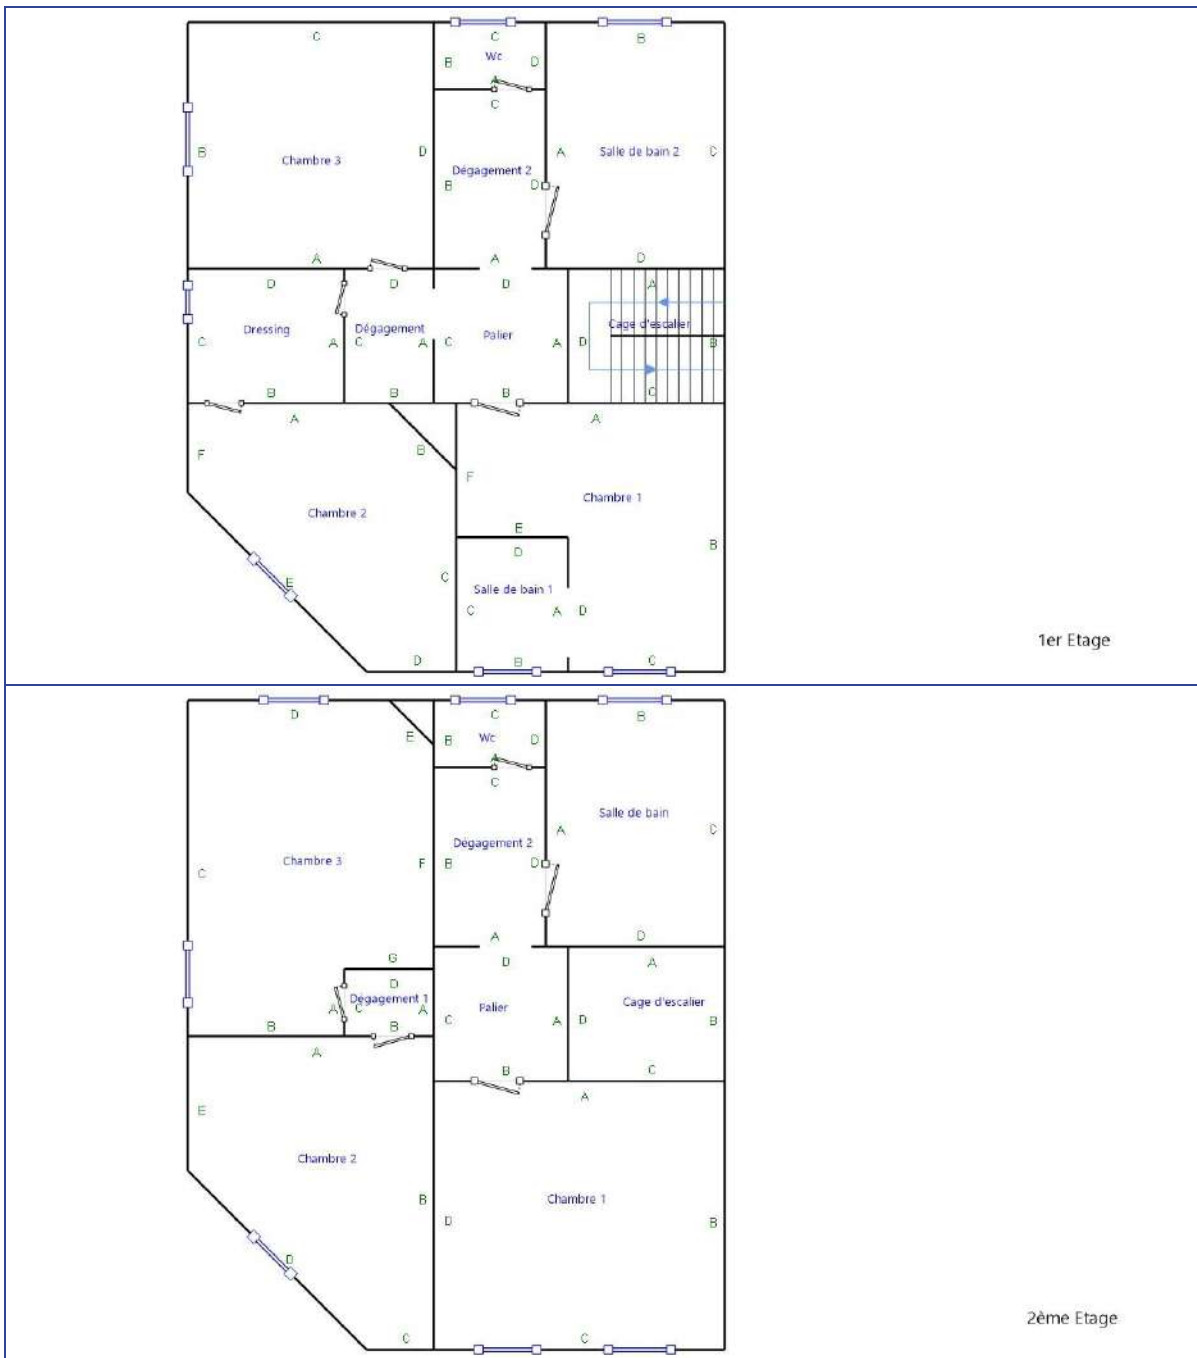 C
C
B
Wc
B
D
A
C
B
Chambre 3
D
Dégagement 2
B
D
A
Salle de bain 2
C
A
A
D
D
D
D
A
Dressing
Dégagement
Palier
Cage d'escalier
C
A
C
A
C
A
D
B
B
B
B
C
A
A
F
B
F
Chambre 1
Chambre 2
E
D
B
C
E
Salle de bain 1
C
A
D
D
B
C
1er Etage
D
C
B
E
B
Wc
D
A
C
Salle de bain
A
C
Dégagement 2
Chambre 3
F
B
D
C
A
D
G
D
A
D
Dégagement 1
A
C
A
Palier
Cage d'escalier
C
A
D
B
B
B
A
B
C
A
E
Chambre 2
B
Chambre 1
D
B
D
C
C
2ème Etage